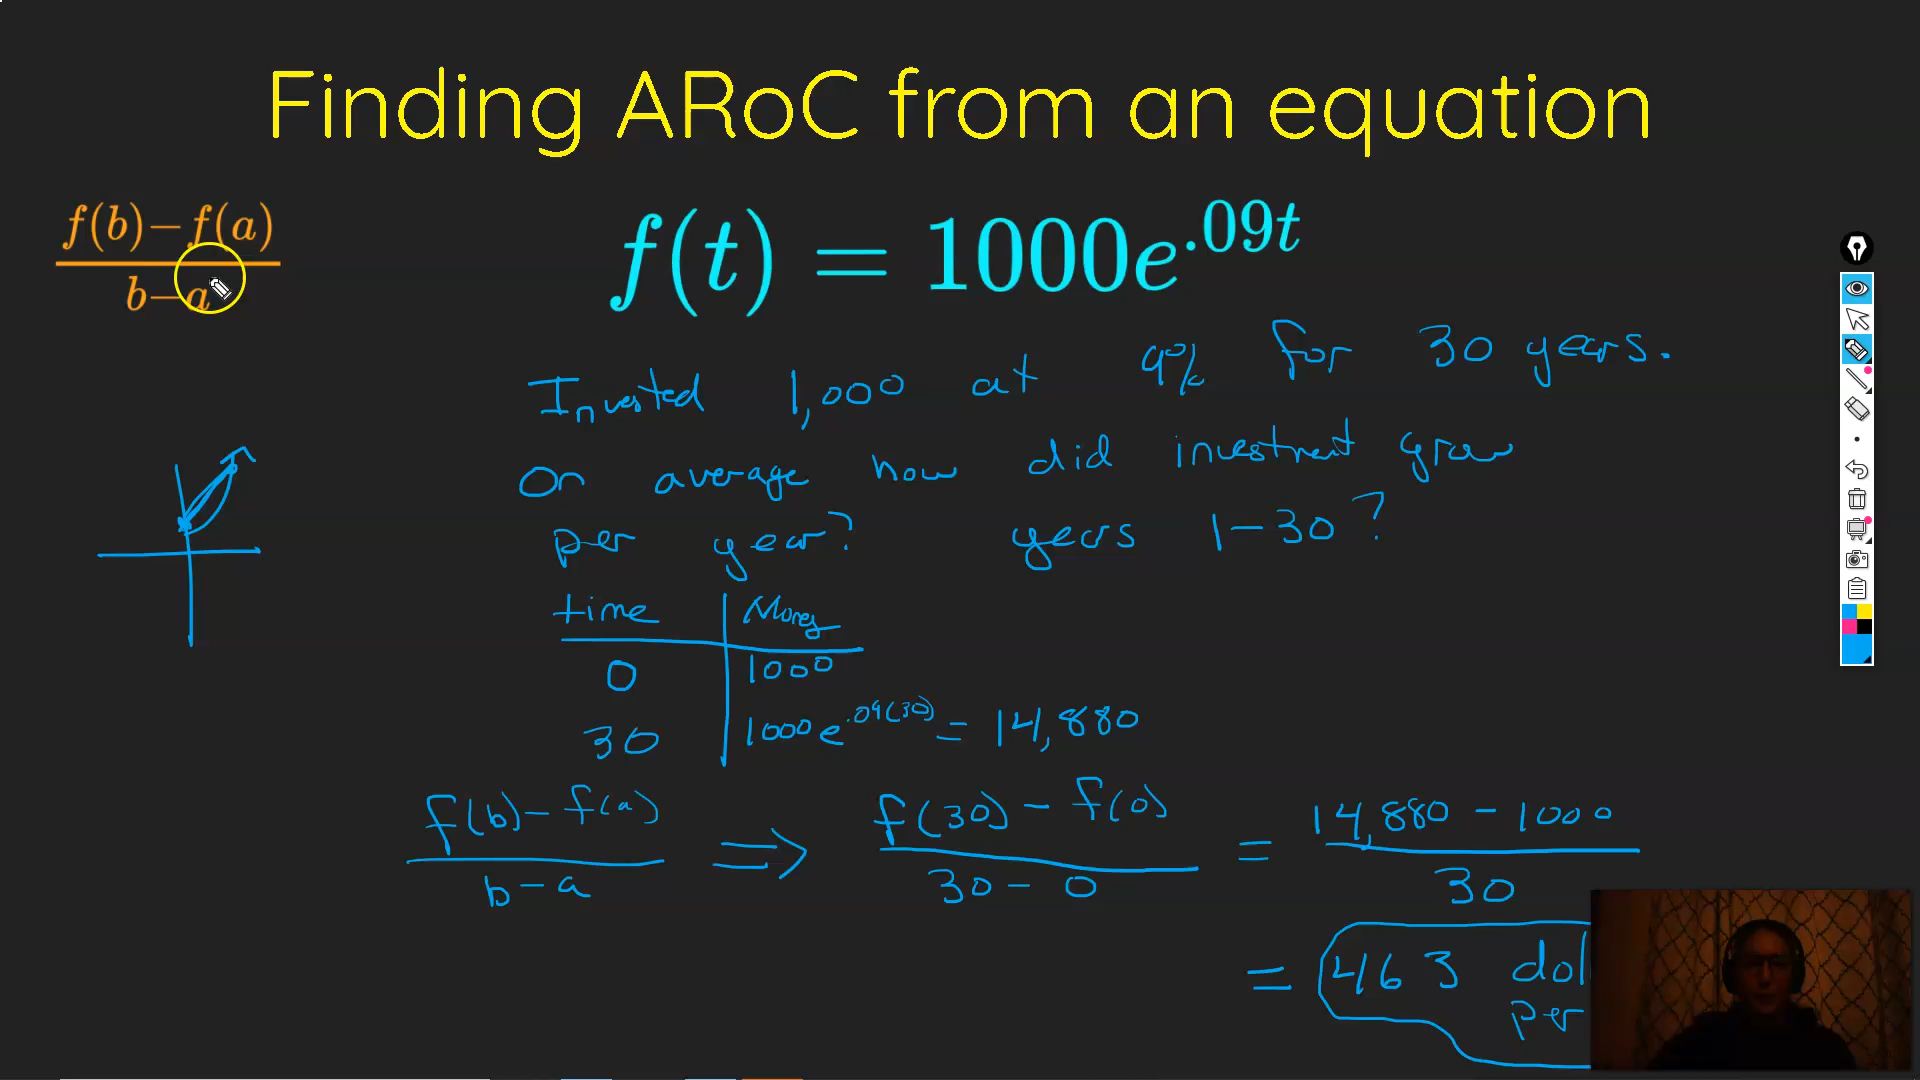 Finding ARoC from an equation
f(b)−f(a)
b−a
f(t) = 1000e^.09t
Invested 1,000 at 9% for 30 years.
On average how did investment grow
per year? years 1-30?
time | Money
0 | 1000
30 | 1000e^.09(30) = 14,880
f(b) - f(a) ⇒ f(30) - f(0) = 14,880 - 1000
b - a 30 - 0 30
= 463 dol
per